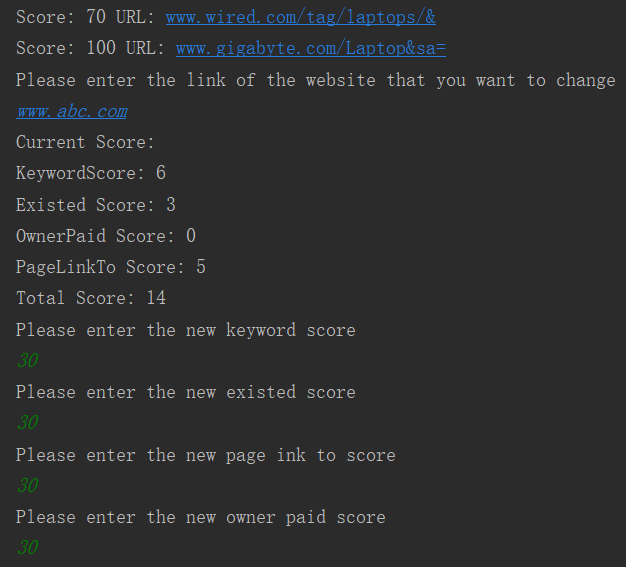 Score: 70 URL: www.wired.com/tag/laptops/&
Score: 100 URL: www.gigabyte.com/Laptop&sa=
Please enter the link of the website that you want to change
www.abc.com
Current Score:
KeywordScore: 6
Existed Score: 3
OwnerPaid Score: 0
PageLinkTo Score: 5
Total Score: 14
Please enter the new keyword score
30
Please enter the new existed score
30
Please enter the new page ink to score
30
Please enter the new owner paid score
30